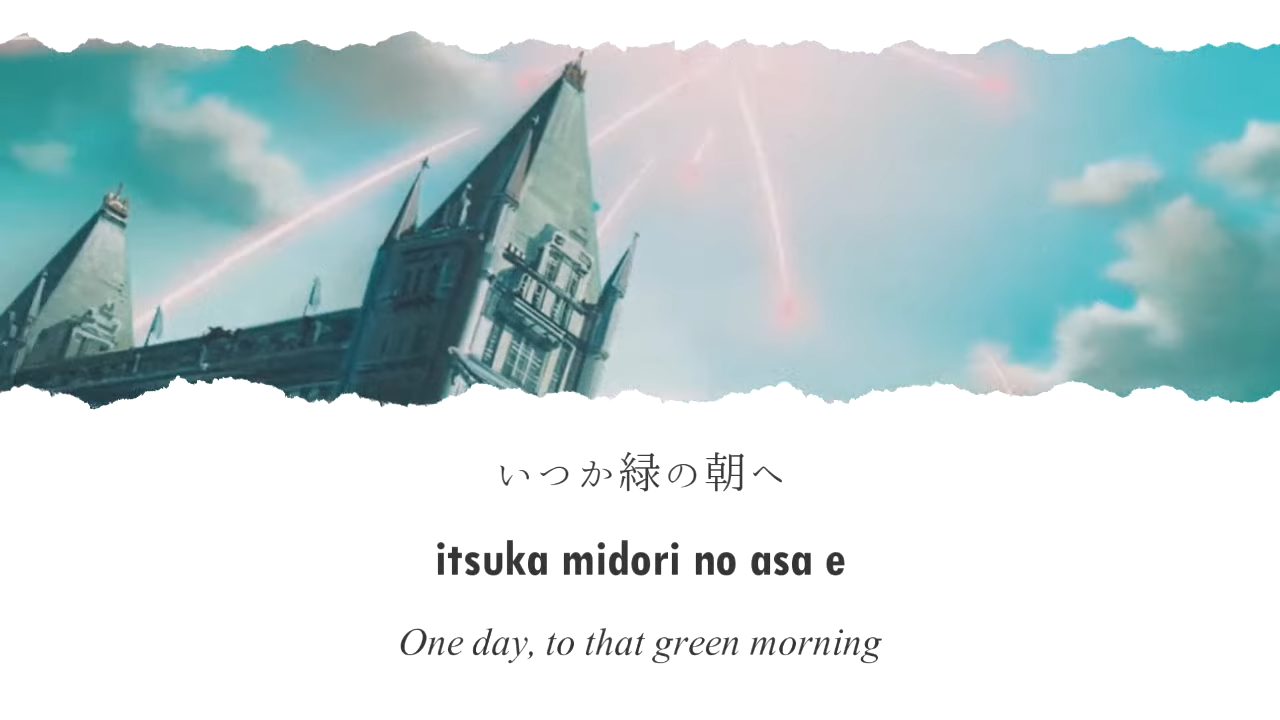 いつか緑の朝へ
itsuka midori no asa e
One day, to that green morning